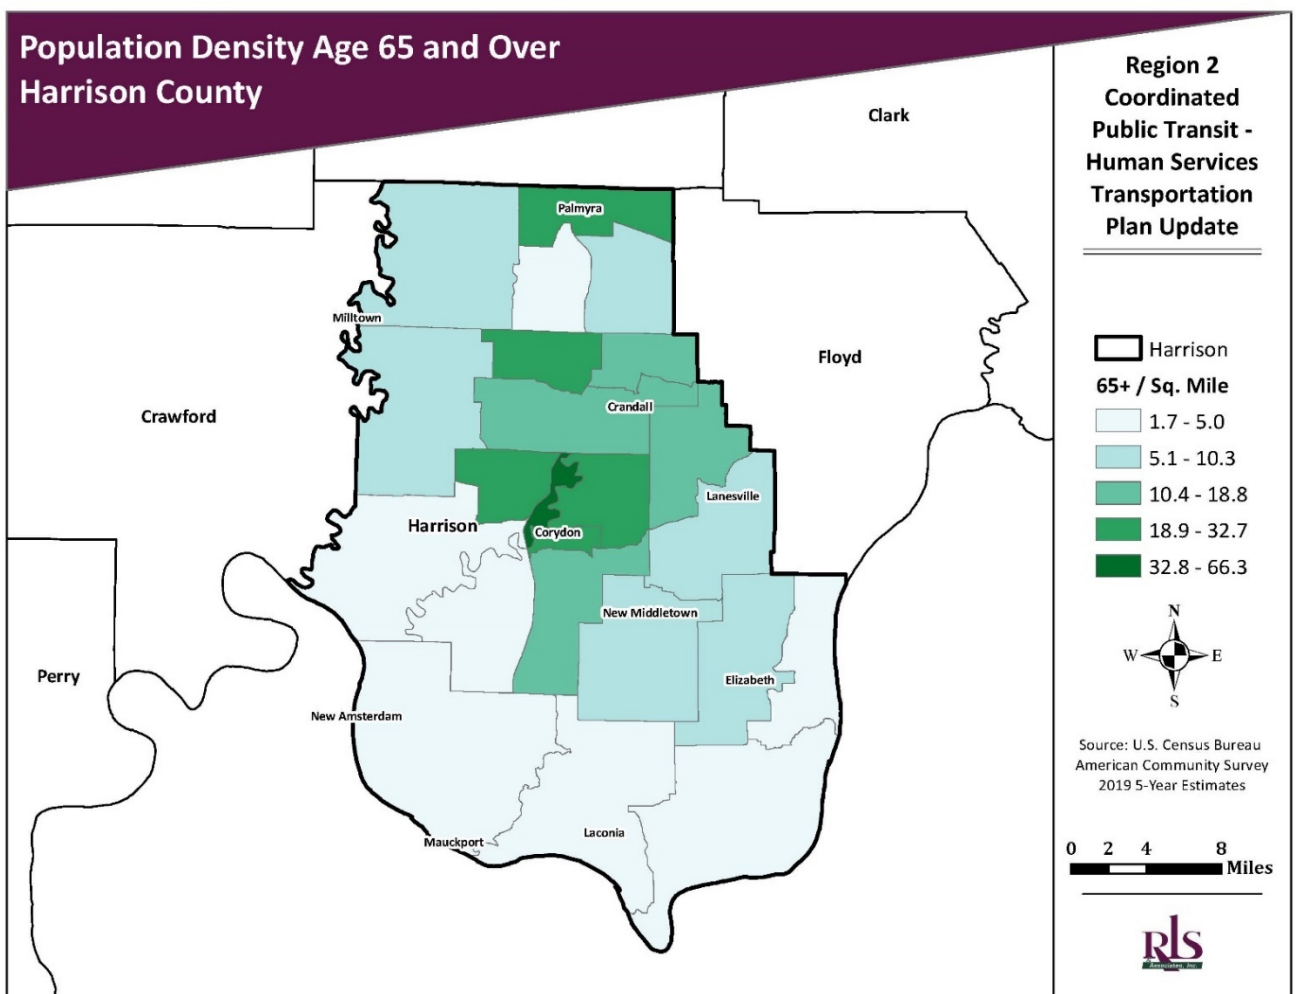 Population Density Age 65 and Over
Harrison County
Region 2
Coordinated
Public Transit -
Human Services
Transportation
Plan Update
Clark
Palmyra
Milltown
Floyd
Crawford
Crandall
Lanesville
Harrison
Corydon
New Middletown
Perry
Elizabeth
New Amsterdam
Mauckport
Laconia
Harrison
65+ / Sq. Mile
1.7 - 5.0
5.1 - 10.3
10.4 - 18.8
18.9 - 32.7
32.8 - 66.3
N
W E
S
Source: U.S. Census Bureau
American Community Survey
2019 5-Year Estimates
0 2 4 8
Miles
RLS
& Associates, Inc.